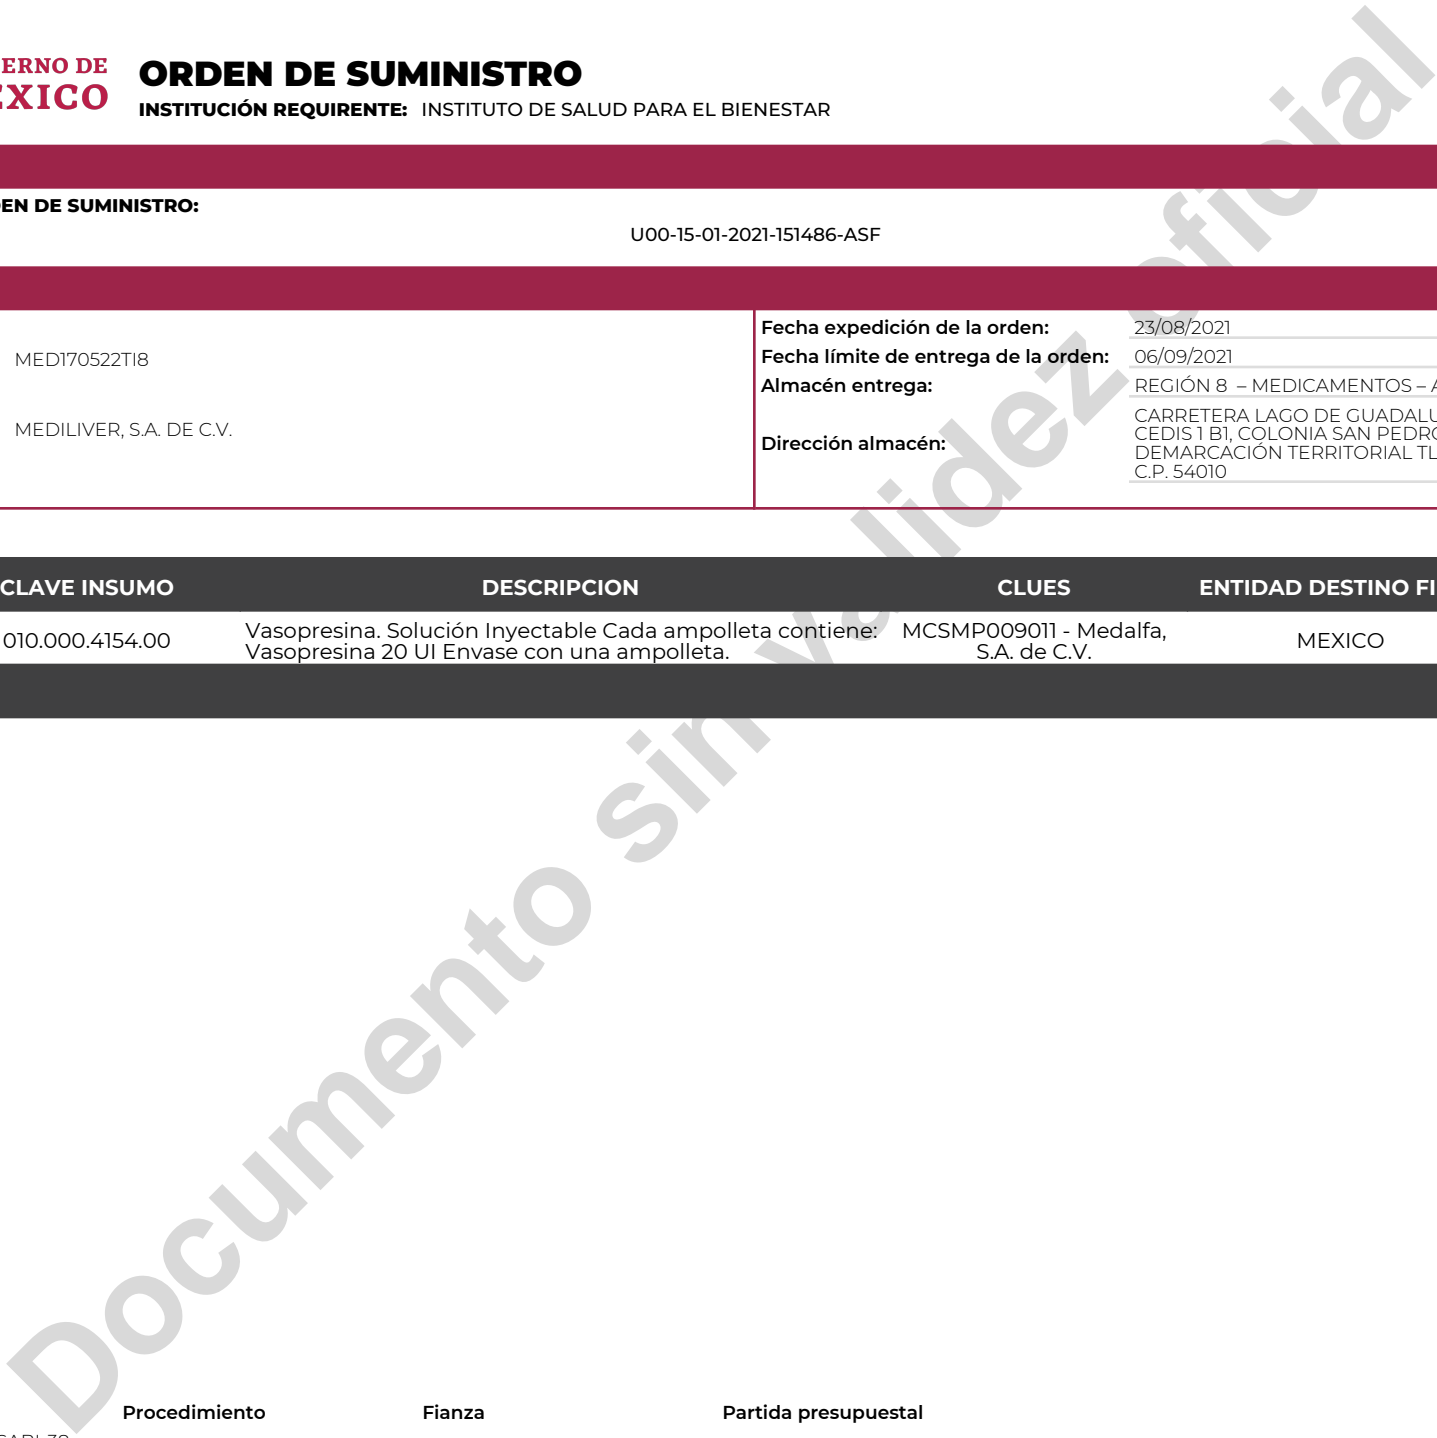 ERNO DE
EXICO
ORDEN DE SUMINISTRO
INSTITUCIÓN REQUIRENTE: INSTITUTO DE SALUD PARA EL BIENESTAR
EN DE SUMINISTRO:
U00-15-01-2021-151486-ASF
MED170522TI8
MEDILIVER, S.A. DE C.V.
Fecha expedición de la orden: 23/08/2021
Fecha límite de entrega de la orden: 06/09/2021
Almacén entrega: REGIÓN 8 – MEDICAMENTOS – A
Dirección almacén: CARRETERA LAGO DE GUADALU
CEDIS 1 B1, COLONIA SAN PEDRO
DEMARCACIÓN TERRITORIAL TL
C.P. 54010
CLAVE INSUMO DESCRIPCION CLUES ENTIDAD DESTINO FI
010.000.4154.00 Vasopresina. Solución Inyectable Cada ampolleta contiene: MCSMP009011 - Medalfa, MEXICO
Vasopresina 20 UI Envase con una ampolleta. S.A. de C.V.
Documento sin validez oficial
Procedimiento Fianza Partida presupuestal